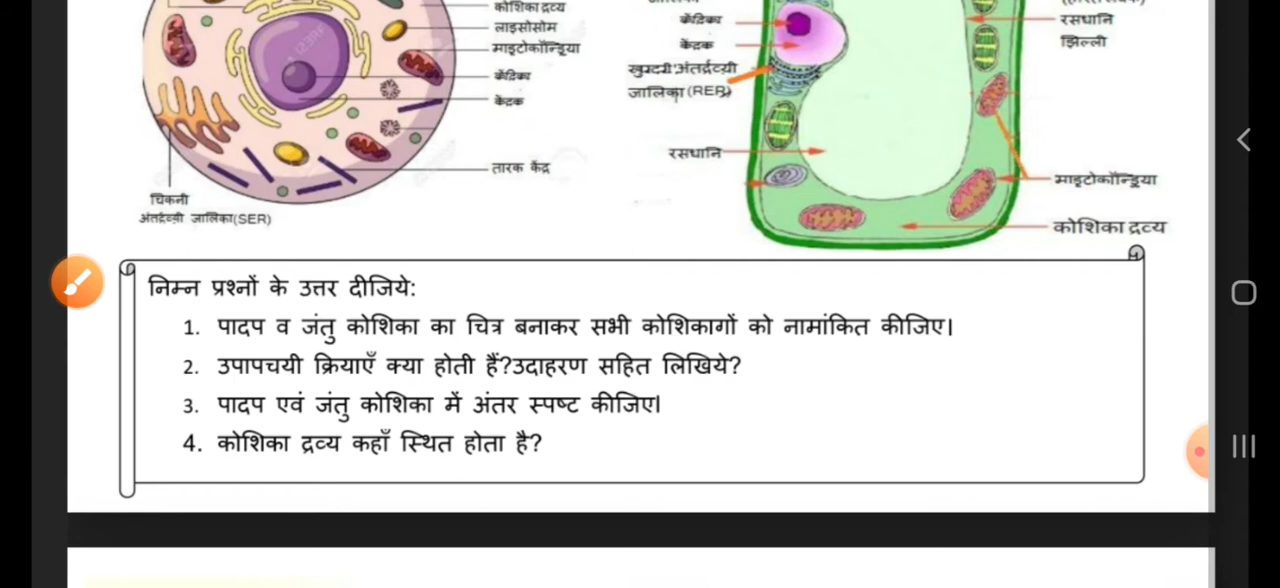 कोशिका द्रव्य
लाइसोसोम
माइटोकॉन्ड्रिया
केंद्रिका
केंद्रक
तारक केंद्र
चिकनी
अंतर्द्रव्यी जालिका(SER)
केंद्रिका
केंद्रक
खुरदरी अंतर्द्रव्यी
जालिका (RER)
रसधानि
रसधानि
झिल्ली
माइटोकॉन्ड्रिया
कोशिका द्रव्य
निम्न प्रश्नों के उत्तर दीजिये:
1. पादप व जंतु कोशिका का चित्र बनाकर सभी कोशिकागों को नामांकित कीजिए।
2. उपापचयी क्रियाएँ क्या होती हैं?उदाहरण सहित लिखिये?
3. पादप एवं जंतु कोशिका में अंतर स्पष्ट कीजिए।
4. कोशिका द्रव्य कहाँ स्थित होता है?